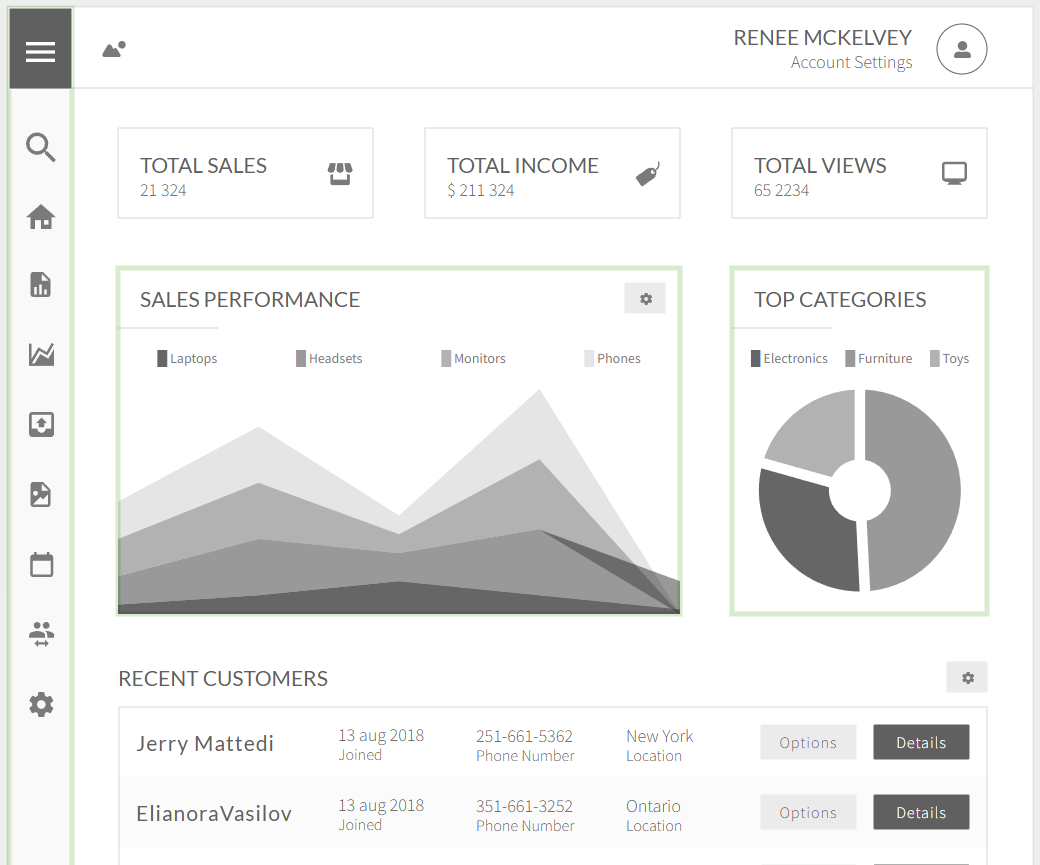 RENEE MCKELVEY
Account Settings
TOTAL SALES
21 324
TOTAL INCOME
$ 211 324
TOTAL VIEWS
65 2234
SALES PERFORMANCE
Laptops Headsets Monitors Phones
TOP CATEGORIES
Electronics Furniture Toys
RECENT CUSTOMERS
Jerry Mattedi
13 aug 2018
Joined
251-661-5362
Phone Number
New York
Location
Options
Details
ElianoraVasilov
13 aug 2018
Joined
351-661-3252
Phone Number
Ontario
Location
Options
Details